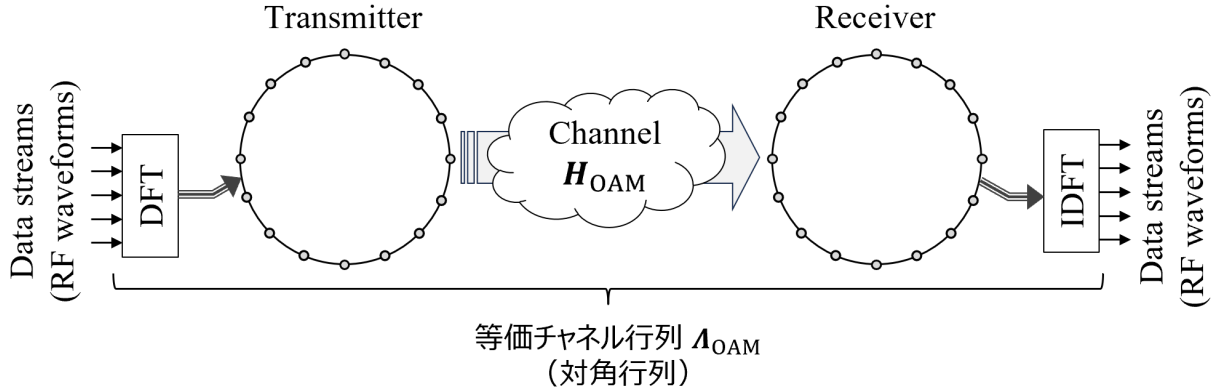 Transmitter
Receiver
Data streams
(RF waveforms)
DFT
Channel
H_OAM
IDFT
Data streams
(RF waveforms)
等価チャネル行列 Λ_OAM
（対角行列）